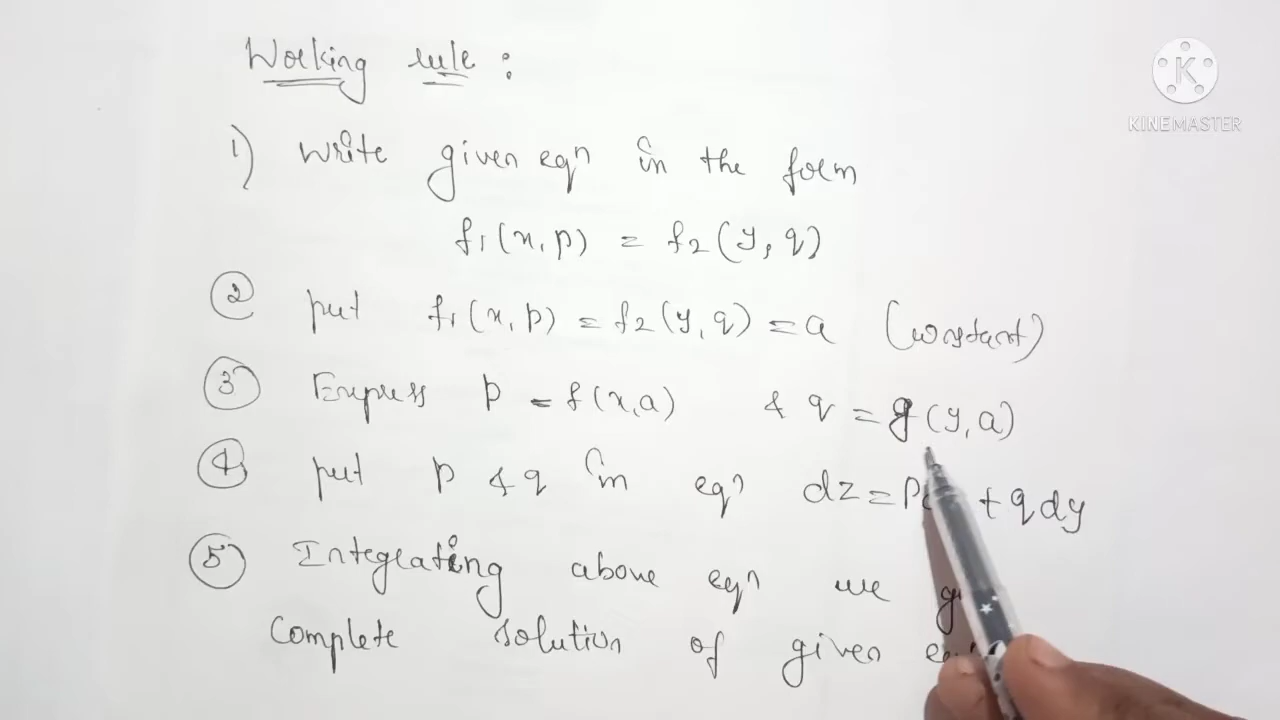 Working rule :
K
KINEMASTER
1) Write given eqn in the form
f1(x,p) = f2(y,q)
② put f1(x,p) = f2(y,q) = a (constant)
③ Express p = f(x,a) & q = g(y,a)
④ put p & q in eqn dz = p + q dy
⑤ Integrating above eqn we
complete solution of given